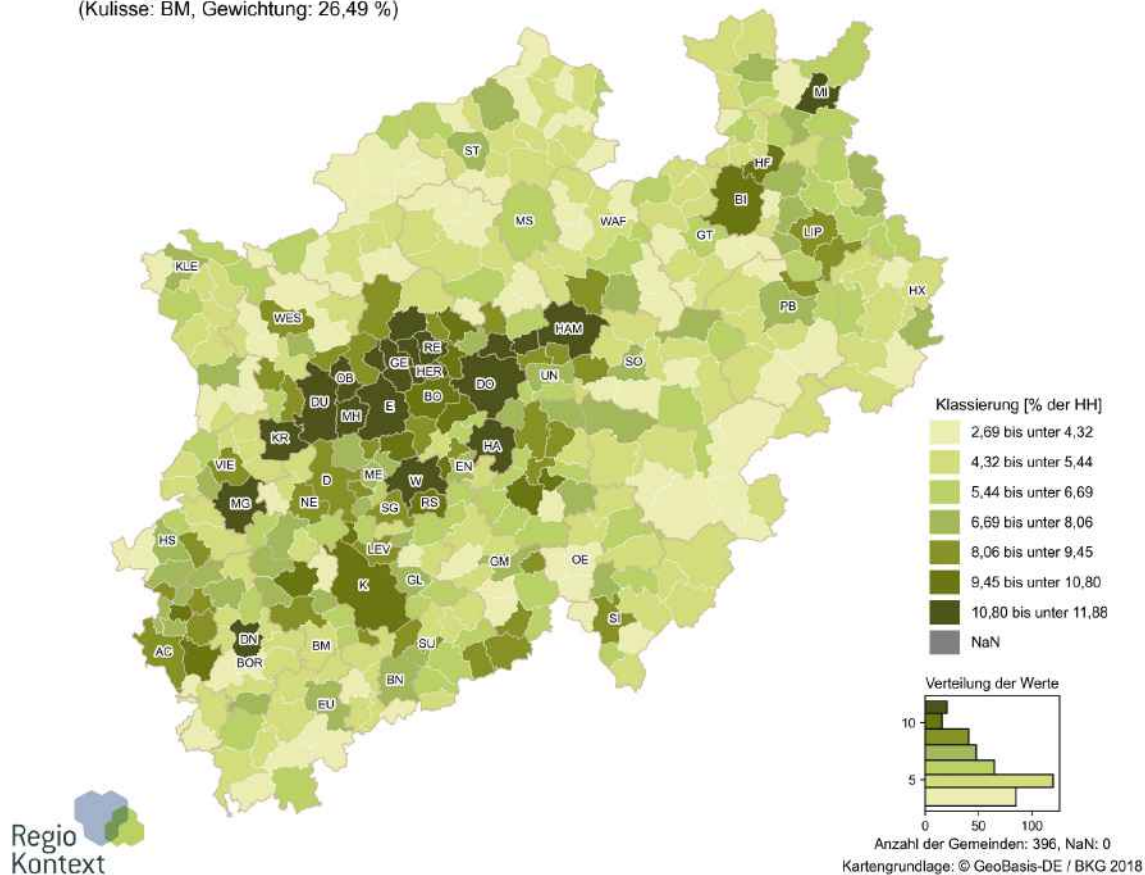 (Kulisse: BM, Gewichtung: 26,49 %)
MI
ST
HF
BI
MS
WAF
GT
LIP
KLE
HX
PB
WES
HAM
RE
GE
HER
SO
OB
DO
UN
DU
E
BO
MH
KR
HA
VIE
ME
EN
D
W
MG
NE
SG
RS
HS
LEV
GM
OE
K
GL
SI
DN
AC
BM
SU
BOR
BN
EU
Klassierung [% der HH]
2,69 bis unter 4,32
4,32 bis unter 5,44
5,44 bis unter 6,69
6,69 bis unter 8,06
8,06 bis unter 9,45
9,45 bis unter 10,80
10,80 bis unter 11,88
NaN
Verteilung der Werte
10
5
0 50 100
Anzahl der Gemeinden: 396, NaN: 0
Kartengrundlage: © GeoBasis-DE / BKG 2018
Regio
Kontext